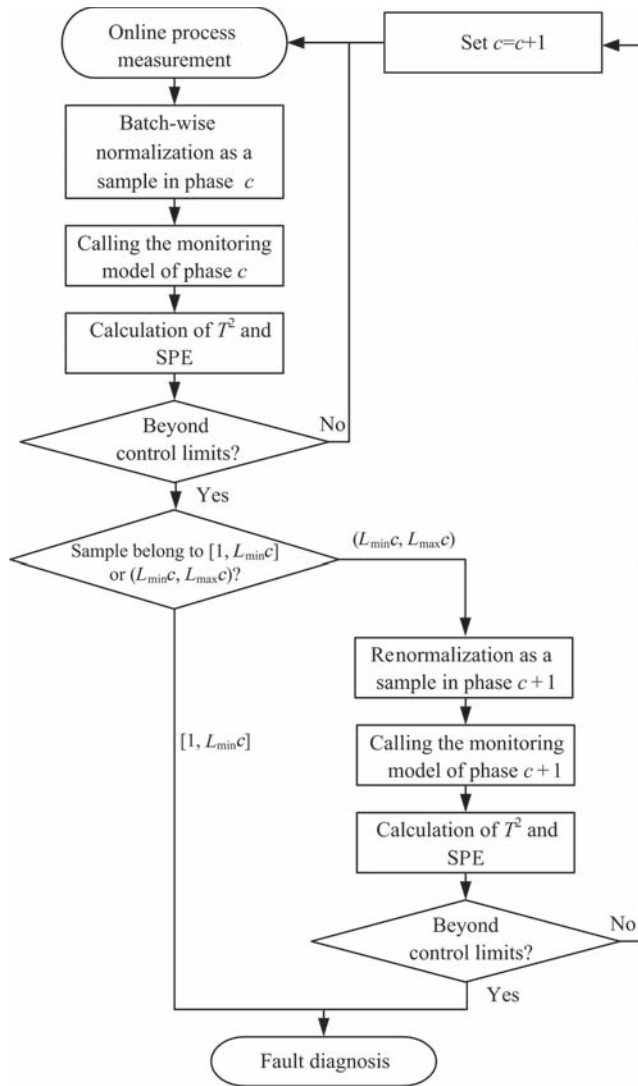 Online process
measurement
Set c=c+1
Batch-wise
normalization as a
sample in phase c
Calling the monitoring
model of phase c
Calculation of T² and
SPE
Beyond
control limits?
No
Yes
Sample belong to [1, Lₘᵢₙc]
or (Lₘᵢₙc, Lₘₐₓc)?
(Lₘᵢₙc, Lₘₐₓc)
[1, Lₘᵢₙc]
Renormalization as a
sample in phase c+1
Calling the monitoring
model of phase c+1
Calculation of T² and
SPE
Beyond
control limits?
No
Yes
Fault diagnosis